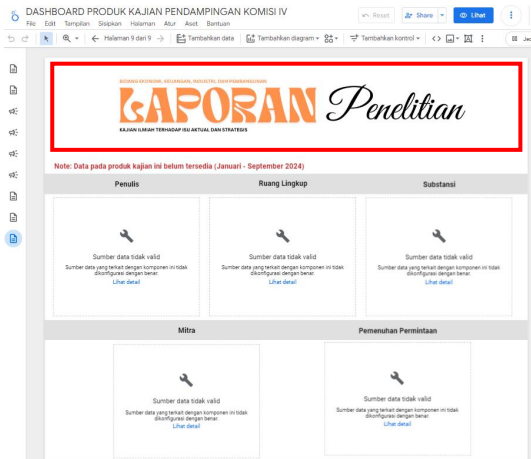 DASHBOARD PRODUK KAJIAN PENDAMPINGAN KOMISI IV
File Edit Tampilan Sisipkan Halaman Atur Aset Bantuan
Reset
Share
Lihat
Halaman 9 dari 9
Tambahkan data
Tambahkan diagram
Tambahkan kontrol
BIDANG EKONOMI, KEUANGAN, INDUSTRI, DAN PEMBANGUNAN
LAPORAN Penelitian
KAJIAN ILMIAH TERHADAP ISU AKTUAL DAN STRATEGIS
Note: Data pada produk kajian ini belum tersedia (Januari - September 2024)
Penulis Ruang Lingkup Substansi
Sumber data tidak valid
Sumber data yang terkait dengan komponen ini tidak
dikonfigurasi dengan benar.
Lihat detail
Sumber data tidak valid
Sumber data yang terkait dengan komponen ini tidak
dikonfigurasi dengan benar.
Lihat detail
Sumber data tidak valid
Sumber data yang terkait dengan komponen ini tidak
dikonfigurasi dengan benar.
Lihat detail
Mitra Pemenuhan Permintaan
Sumber data tidak valid
Sumber data yang terkait dengan komponen ini tidak
dikonfigurasi dengan benar.
Lihat detail
Sumber data tidak valid
Sumber data yang terkait dengan komponen ini tidak
dikonfigurasi dengan benar.
Lihat detail